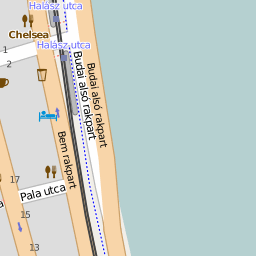 Halász utca
Chelsea
1
Halász utca
2
Budai alsó rakpart
Budai alsó rakpart
Bem rakpart
17
Pala utca
15
13